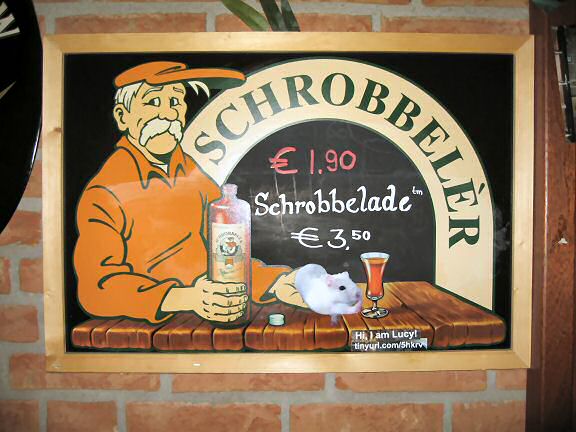 SCHROBBELÈR
€ 1.90
Schrobbelade™
€ 3,50
Hi, I am Lucy!
tinyurl.com/5hkrv